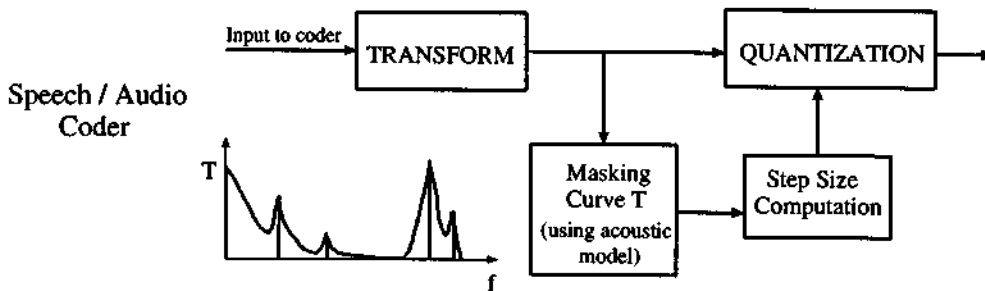 Input to coder
TRANSFORM
QUANTIZATION
Speech / Audio
Coder
T
f
Masking
Curve T
(using acoustic
model)
Step Size
Computation